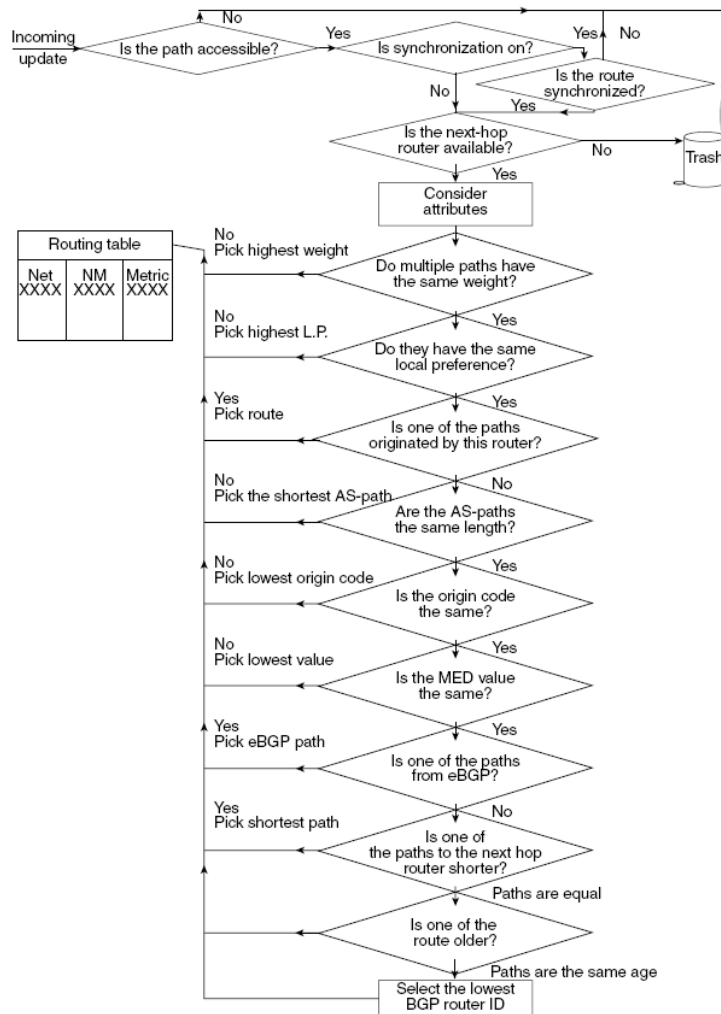 No
Incoming
update
Is the path accessible?
Yes
Is synchronization on?
Yes
No
Is the route
synchronized?
No
Yes
Is the next-hop
router available?
No
Trash
Yes
Consider
attributes
Routing table
Net
NM
Metric
XXXX
XXXX
XXXX
No
Pick highest weight
Do multiple paths have
the same weight?
Yes
No
Pick highest L.P.
Do they have the same
local preference?
Yes
Yes
Pick route
Is one of the paths
originated by this router?
No
No
Pick the shortest AS-path
Are the AS-paths
the same length?
Yes
No
Pick lowest origin code
Is the origin code
the same?
Yes
No
Pick lowest value
Is the MED value
the same?
Yes
Yes
Pick eBGP path
Is one of the paths
from eBGP?
No
Yes
Pick shortest path
Is one of
the paths to the next hop
router shorter?
Paths are equal
Is one of the
route older?
Paths are the same age
Select the lowest
BGP router ID